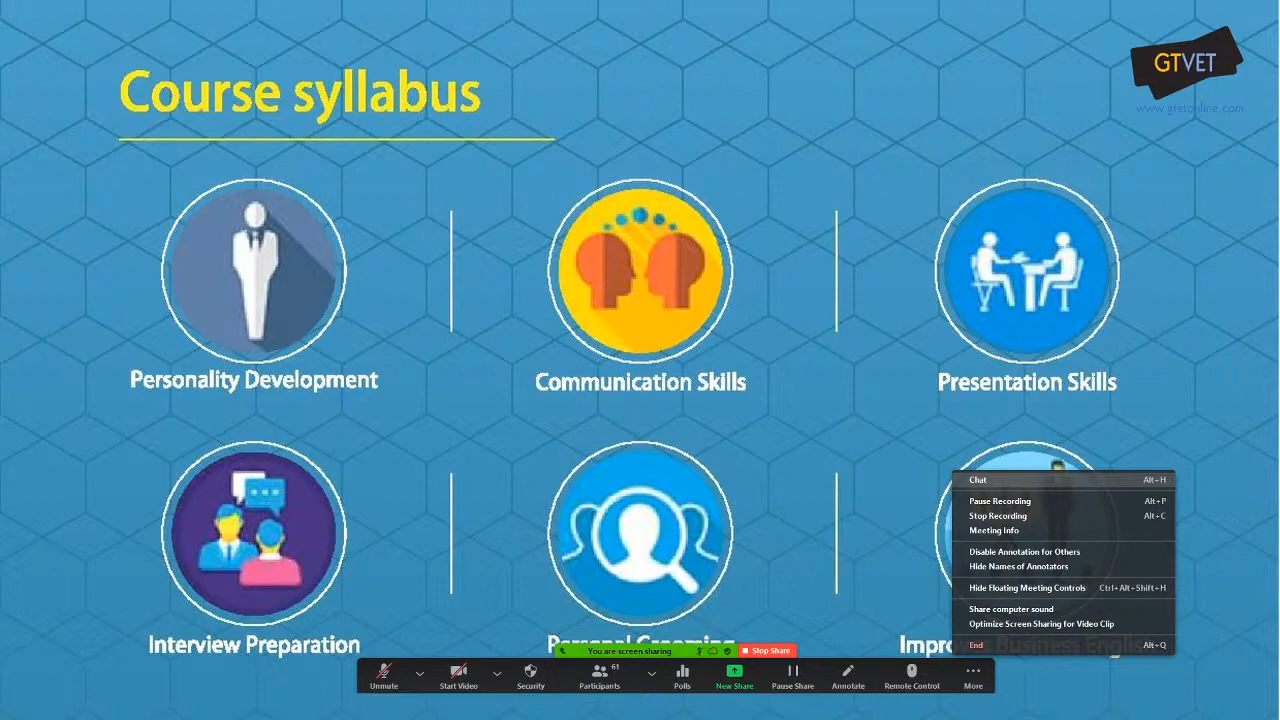 GTVET
www.gtetonline.com
Course syllabus
Personality Development
Communication Skills
Presentation Skills
Interview Preparation
Personal Grooming
Business
Chat Alt+H
Pause Recording Alt+P
Stop Recording Alt+C
Meeting Info
Disable Annotation for Others
Hide Names of Annotators
Hide Floating Meeting Controls Ctrl+Alt+Shift+H
Share computer sound
Optimize Screen Sharing for Video Clip
End Alt+Q
You are screen sharing
Stop Share
61
Unmute
Start Video
Security
Participants
Polls
New Share
Pause Share
Annotate
Remote Control
More